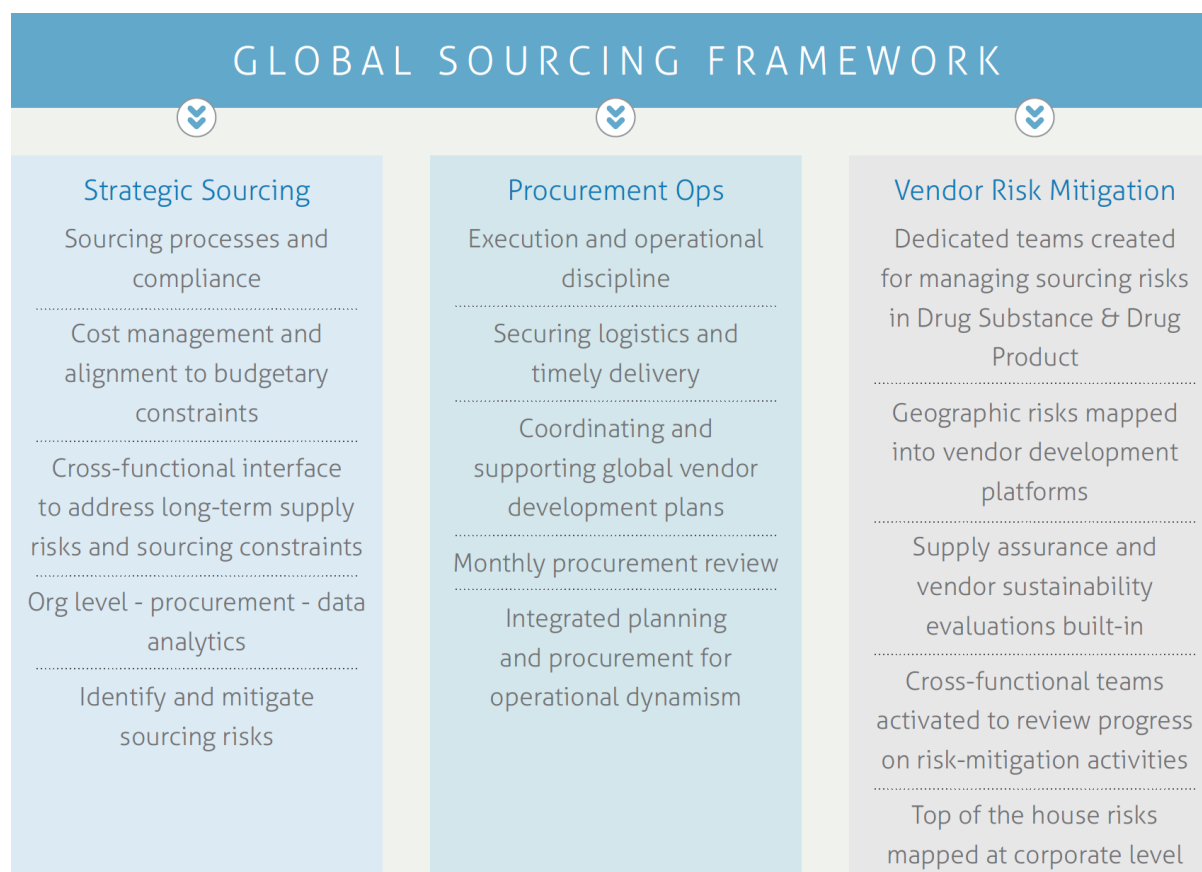 GLOBAL SOURCING FRAMEWORK
Strategic Sourcing
Sourcing processes and
compliance
Cost management and
alignment to budgetary
constraints
Cross-functional interface
to address long-term supply
risks and sourcing constraints
Org level - procurement - data
analytics
Identify and mitigate
sourcing risks
Procurement Ops
Execution and operational
discipline
Securing logistics and
timely delivery
Coordinating and
supporting global vendor
development plans
Monthly procurement review
Integrated planning
and procurement for
operational dynamism
Vendor Risk Mitigation
Dedicated teams created
for managing sourcing risks
in Drug Substance & Drug
Product
Geographic risks mapped
into vendor development
platforms
Supply assurance and
vendor sustainability
evaluations built-in
Cross-functional teams
activated to review progress
on risk-mitigation activities
Top of the house risks
mapped at corporate level